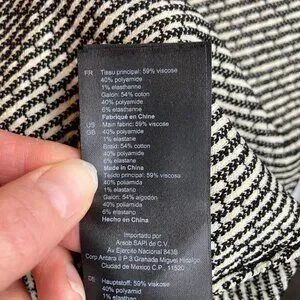 FR Tissu principal: 59% viscose
40% polyamide
1% elasthanne
Galon: 54% coton
40% polyamide
6% elasthanne
Fabriqué en Chine
US Main fabric: 59% viscose
GB 40% polyamide
1% elastane
Braid: 54% cotton
40% polyamide
6% elastane
Made in China
Tejido principal: 59% viscosa
40% poliamida
1% elastano
Galón: 54% algodón
40% poliamida
6% elastano
Hecho en China
Importado por
SAPI de C.V.
Av Ejercito Nacional 843B
Corp Antara II P 3 Granada Miguel Hidalgo
Ciudad de Mexico C.P. 11520
DE Hauptstoff: 59% viskose
40% polyamid
1% elasthan